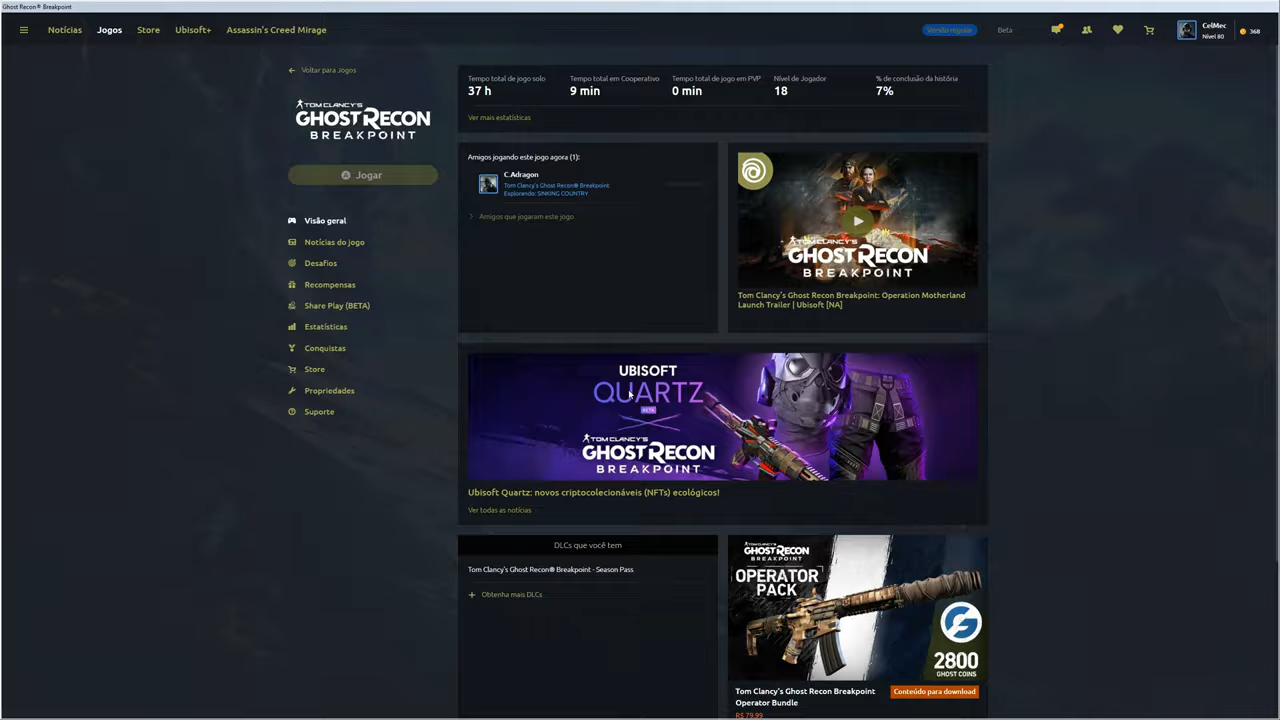 Ghost Recon® Breakpoint
Notícias Jogos Store Ubisoft+ Assassin's Creed Mirage
Versão regular Beta
CelMec
Nível 80
368
Voltar para Jogos
TOM CLANCY'S
GHOST RECON
BREAKPOINT
Jogar
Visão geral
Notícias do jogo
Desafios
Recompensas
Share Play (BETA)
Estatísticas
Conquistas
Store
Propriedades
Suporte
Tempo total de jogo solo
37 h
Tempo total em Cooperativo
9 min
Tempo total de jogo em PVP
0 min
Nível de Jogador
18
% de conclusão da história
7%
Ver mais estatísticas
Amigos jogando este jogo agora (1):
C.Adragon
Tom Clancy's Ghost Recon® Breakpoint
Explorando: SINKING COUNTRY
Amigos que jogaram este jogo
TOM CLANCY'S
GHOST RECON
BREAKPOINT
Tom Clancy's Ghost Recon Breakpoint: Operation Motherland
Launch Trailer | Ubisoft [NA]
UBISOFT
QUARTZ
BETA
TOM CLANCY'S
GHOST RECON
BREAKPOINT
Ubisoft Quartz: novos criptocolecionáveis (NFTs) ecológicos!
Ver todas as notícias
DLCs que você tem
Tom Clancy's Ghost Recon® Breakpoint - Season Pass
Obtenha mais DLCs
TOM CLANCY'S
GHOST RECON
BREAKPOINT
OPERATOR
PACK
2800
GHOST COINS
Tom Clancy's Ghost Recon Breakpoint
Operator Bundle
Conteúdo para download
R$ 79,99